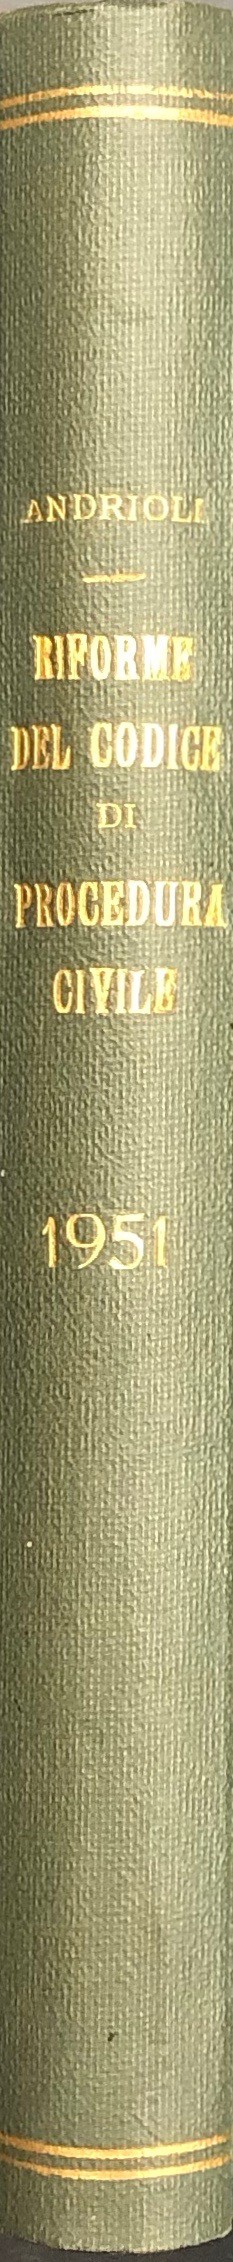 ANDRIOLI
RIFORME
DEL CODICE
DI
PROCEDURA
CIVILE
1951